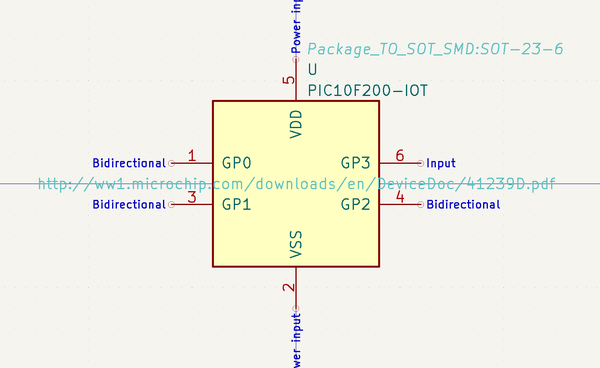 Power in
Package_TO_SOT_SMD:SOT-23-6
U
PIC10F200-IOT
5
VDD
Bidirectional 1 GP0 GP3 6 Input
http://ww1.microchip.com/downloads/en/DeviceDoc/41239D.pdf
Bidirectional 3 GP1 GP2 4 Bidirectional
VSS
2
wer input